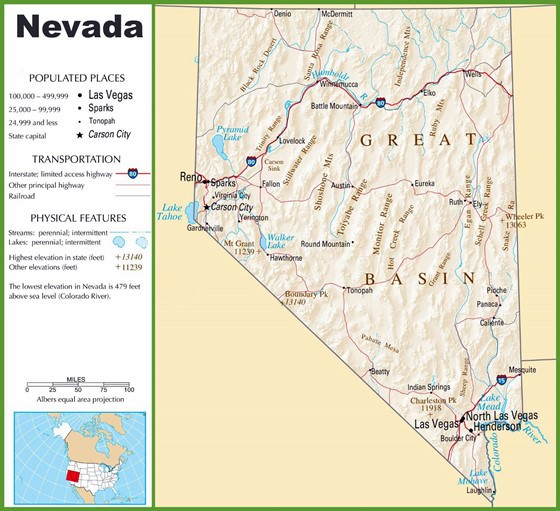 Nevada
POPULATED PLACES
100,000 – 499,999 Las Vegas
25,000 – 99,999 Sparks
24,999 and less Tonopah
State capital Carson City
TRANSPORTATION
Interstate; limited access highway 80
Other principal highway
Railroad
PHYSICAL FEATURES
Streams: perennial; intermittent
Lakes: perennial; intermittent
Highest elevation in state (feet) +13140
Other elevations (feet) +11239
The lowest elevation in Nevada is 479 feet
above sea level (Colorado River).
MILES
0 25 50 75 100
Albers equal area projection
Denio
McDermitt
Black Rock Desert
Santa Rosa Range
Independence Mts
Humboldt R
Winnemucca
Wells
Battle Mountain
80
Elko
Ruby Mts
Pyramid
Lake
Trinity Range
Lovelock
GREAT
80
Carson
Sink
Stillwater Range
Shoshone Mts
Reno
Sparks
Fallon
Austin
Eureka
Toiyabe Range
Virginia City
Carson City
Ruth
Ely
Egan Range
Schell Creek Range
Snake Ra
Wheeler Pk
13063
Lake
Tahoe
Yerington
Gardnerville
Walker
Lake
Mt Grant
11239
Hawthorne
Round Mountain
Monitor Range
Hot Creek Range
Grant Range
BASIN
Boundary Pk
13140
Tonopah
Pioche
Panaca
Caliente
Pahute Mesa
Beatty
Sheep Range
Mesquite
15
Indian Springs
Charleston Pk
11918
Lake
Mead
North Las Vegas
Las Vegas
Henderson
Boulder City
Colorado
River
Lake
Mohave
Laughlin